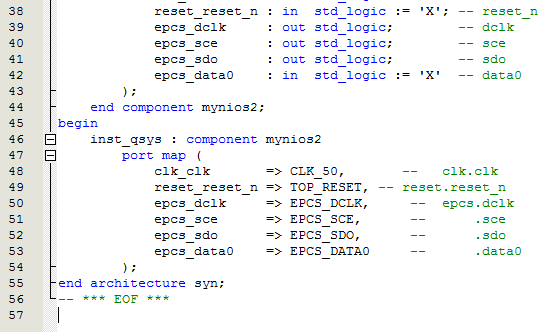 38 reset_reset_n : in  std_logic := 'X'; -- reset_n
39 epcs_dclk     : out std_logic;        -- dclk
40 epcs_sce      : out std_logic;        -- sce
41 epcs_sdo      : out std_logic;        -- sdo
42 epcs_data0    : in  std_logic := 'X'  -- data0
43 );
44 end component mynios2;
45 begin
46 inst_qsys : component mynios2
47 port map (
48 clk_clk       => CLK_50,     --   clk.clk
49 reset_reset_n => TOP_RESET, -- reset.reset_n
50 epcs_dclk     => EPCS_DCLK,   --  epcs.dclk
51 epcs_sce      => EPCS_SCE,    --      .sce
52 epcs_sdo      => EPCS_SDO,    --      .sdo
53 epcs_data0    => EPCS_DATA0   --      .data0
54 );
55 end architecture syn;
56 -- *** EOF ***
57